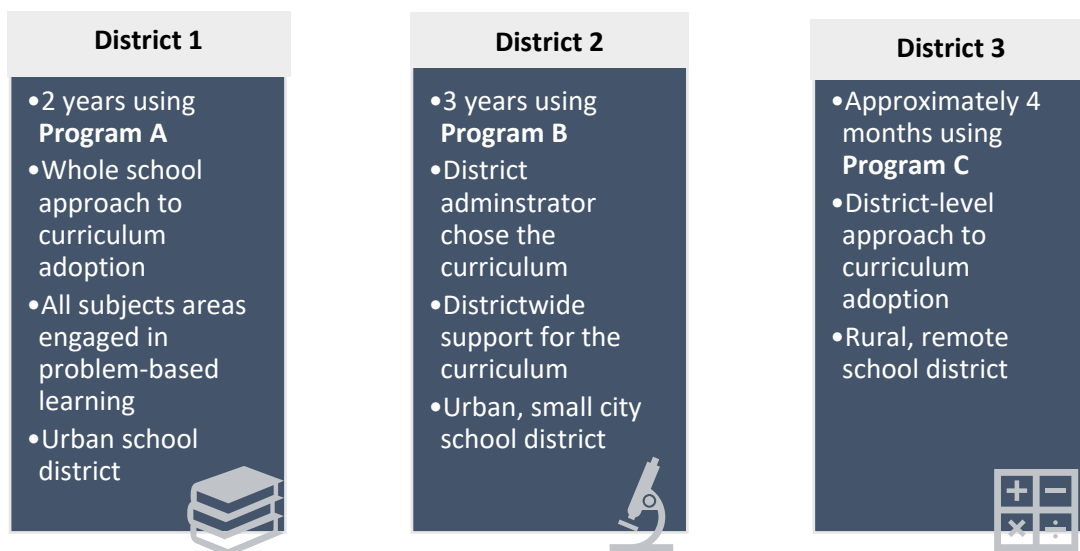 District 1
•2 years using
Program A
•Whole school
approach to
curriculum
adoption
•All subjects areas
engaged in
problem-based
learning
•Urban school
district
District 2
•3 years using
Program B
•District
adminstrator
chose the
curriculum
•Districtwide
support for the
curriculum
•Urban, small city
school district
District 3
•Approximately 4
months using
Program C
•District-level
approach to
curriculum
adoption
•Rural, remote
school district